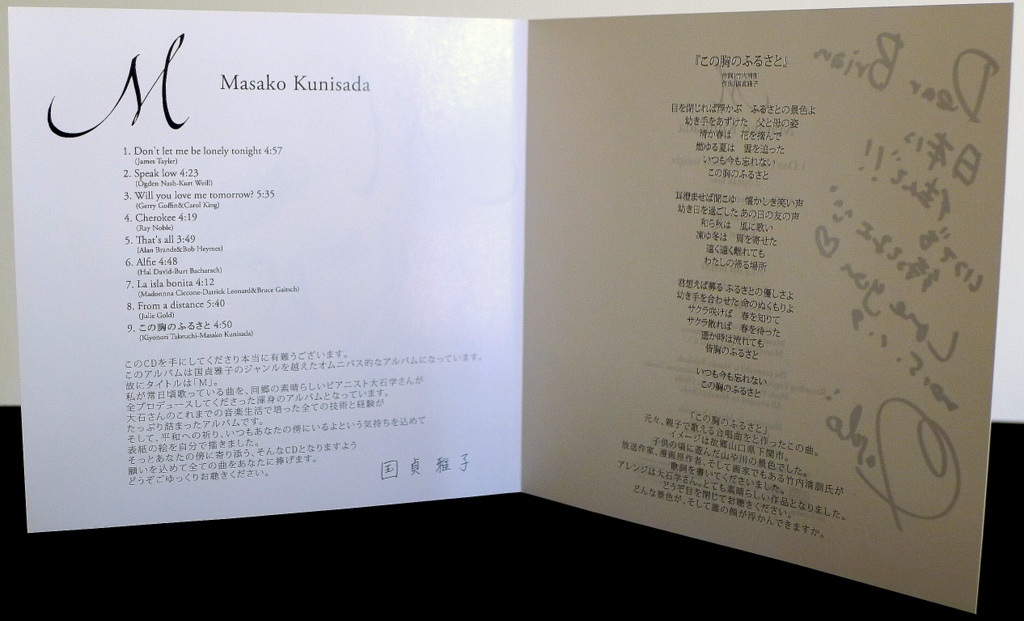 M
Masako Kunisada
1. Don't let me be lonely tonight 4:57
(James Tayler)
2. Speak low 4:23
(Ogden Nash-Kurt Weill)
3. Will you love me tomorrow? 5:35
(Gerry Goffin&Carol King)
4. Cherokee 4:19
(Ray Noble)
5. That's all 3:49
(Alan Brande&Bob Heymes)
6. Alfie 4:48
(Hal David-Burt Bacharach)
7. La isla bonita 4:12
(Madonnna Ciccone-Datrick Leonard&Bruce Gaitsch)
8. From a distance 5:40
(Julie Gold)
9. この胸のふるさと 4:50
(Kiyonori Takeuchi-Masako Kunisada)
このCDを手にしてくださり本当に有難うございます。
このアルバムは国貞雅子のジャンルを越えたオムニバス的なアルバムになっています。
故にタイトルは「M」。
私が常日頃歌っている曲を、同郷の素晴らしいピアニスト大石学さんが
全プロデュースしてくださった渾身のアルバムとなっています。
大石さんのこれまでの音楽生活で培った全ての技術と経験が
たっぷり詰まったアルバムです。
そして、平和への祈り、いつもあなたの傍にいるよという気持ちを込めて
表紙の絵を自分で描きました。
そっとあなたの傍に寄り添う、そんなCDとなりますよう
願いを込めて全ての曲をあなたに捧げます。
どうぞごゆっくりお聴きください。
国貞雅子
『この胸のふるさと』
目を閉じれば浮かぶ ふるさとの景色よ
幼き手をあずけた 父と母の姿
清か春は 花を摘んで
燃ゆる夏は 雲を追った
いつも今も忘れない
この胸のふるさと
耳澄ませば聞こゆ 懐かしき笑い声
幼き日を過ごした あの日の友の声
和ら秋は 風に歌い
凍ゆ冬は 肩を寄せた
遠く遠く離れても
わたしの帰る場所
君想えば募る ふるさとの優しさよ
幼き手を合わせた 命のぬくもりよ
サクラ咲けば 春を知りて
サクラ散れば 春を待った
遥か時は流れても
皆胸のふるさと
いつも今も忘れない
この胸のふるさと
「この胸のふるさと」
元々、親子で歌える合唱曲をと作ったこの曲。
イメージは故郷山口県下関市。
子供の頃に遊んだ山や川の景色でした。
放送作家、漫画原作者、そして画家でもある竹内清訓氏が
歌詞を書いてくださいました。
アレンジは大石学さん。とても素晴らしい作品となりました。
どうぞ目を閉じてお聴きください。
どんな景色が、そして誰の顔が浮かんできますか。
Dear Brian